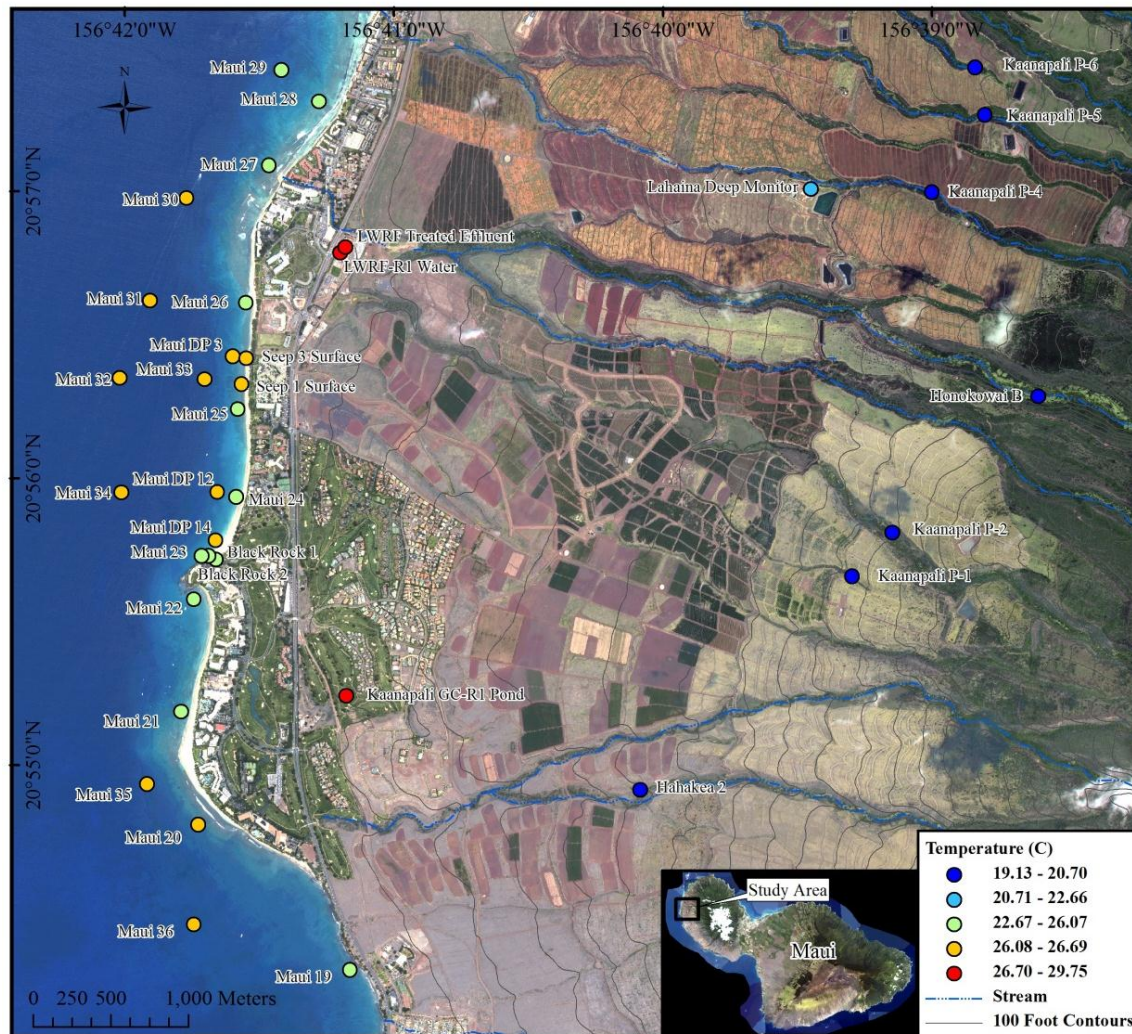 156°42'0"W
156°41'0"W
156°40'0"W
156°39'0"W
N
Maui 29
Kaanapali P-6
Maui 28
Kaanapali P-5
Maui 27
20°57'0"N
Lahaina Deep Monitor
Kaanapali P-4
Maui 30
LWRF Treated Effluent
LWRF-R1 Water
Maui 31
Maui 26
Maui DP 3
Seep 3 Surface
Maui 32
Maui 33
Seep 1 Surface
Honokowai B
Maui 25
20°56'0"N
Maui 34
Maui DP 12
Maui 24
Maui DP 14
Kaanapali P-2
Maui 23
Black Rock 1
Black Rock 2
Kaanapali P-1
Maui 22
Kaanapali GC-R1 Pond
Maui 21
20°55'0"N
Maui 35
Hahakea 2
Maui 20
Maui 36
Maui 19
0 250 500 1,000 Meters
Study Area
Maui
Temperature (C)
19.13 - 20.70
20.71 - 22.66
22.67 - 26.07
26.08 - 26.69
26.70 - 29.75
Stream
100 Foot Contours